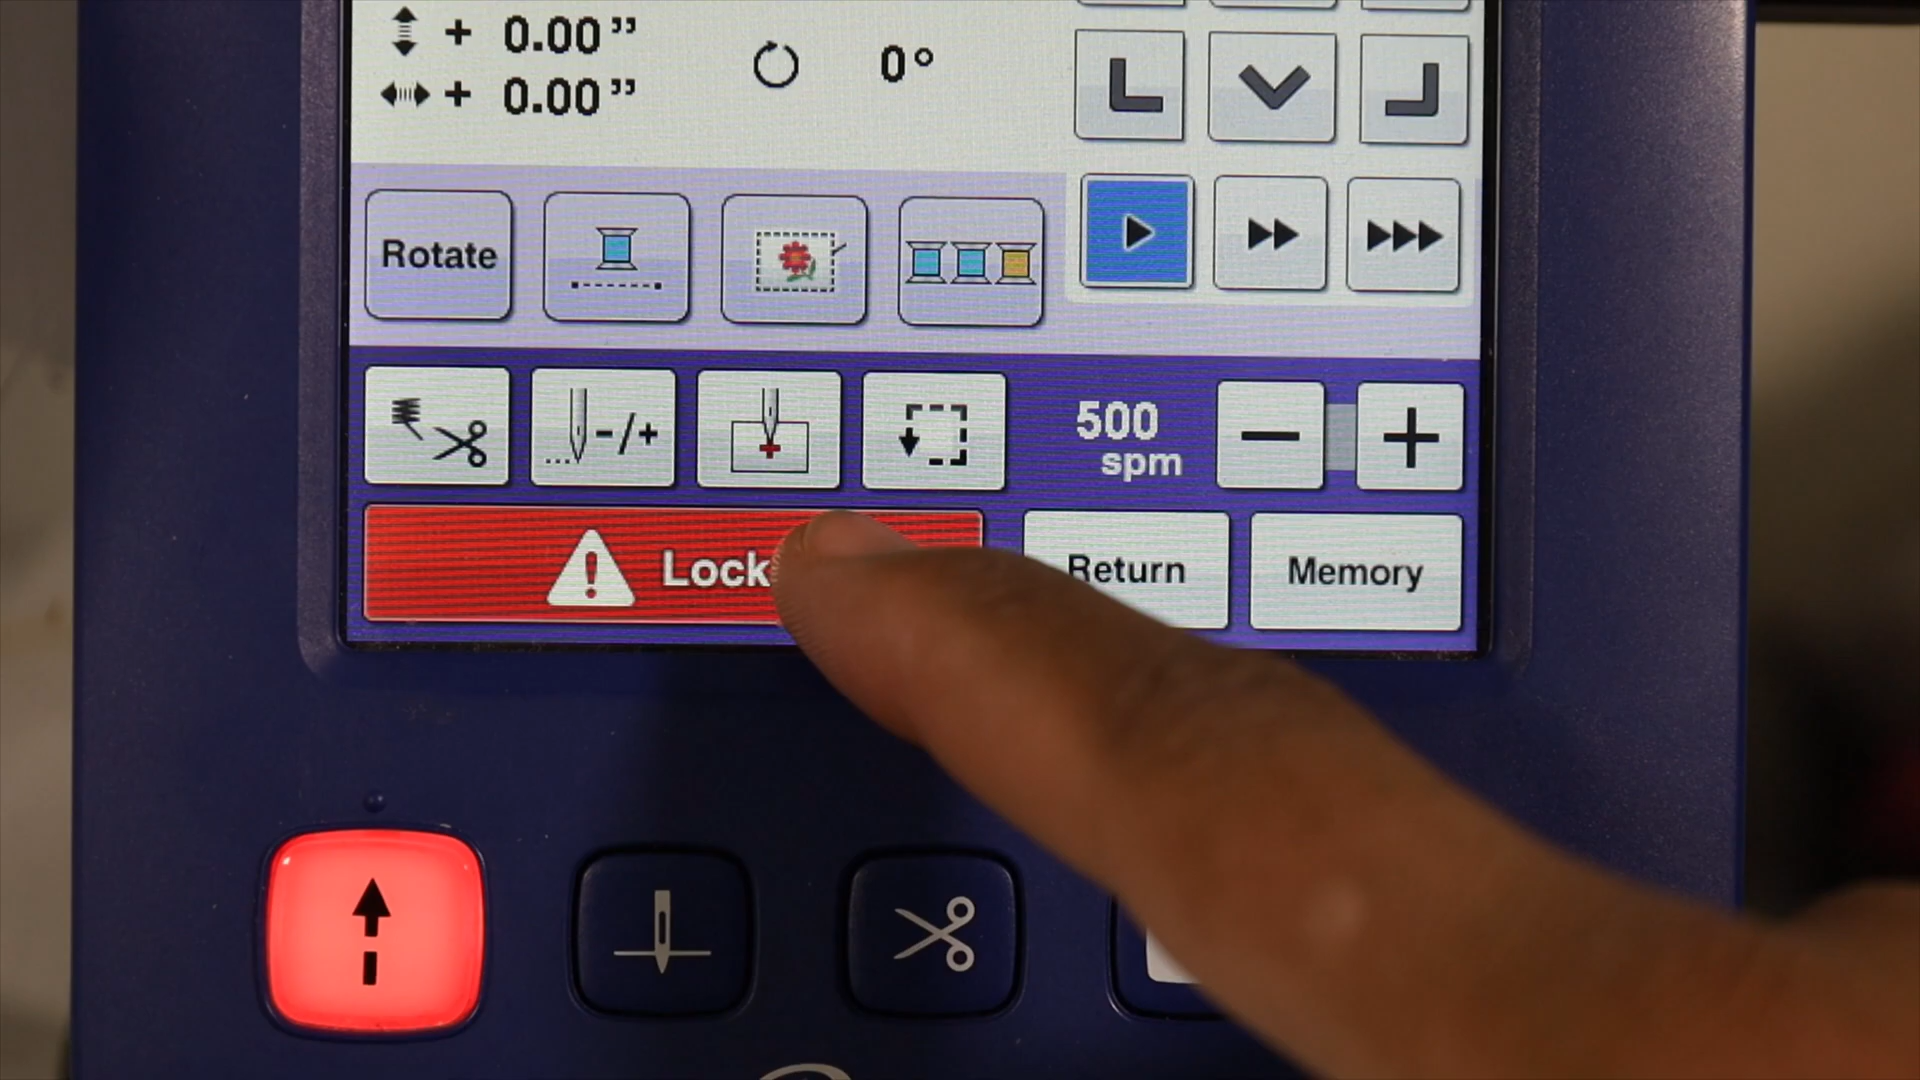 + 0.00"
+ 0.00"
0°
Rotate
-/+
500
spm
− +
Lock
Return
Memory